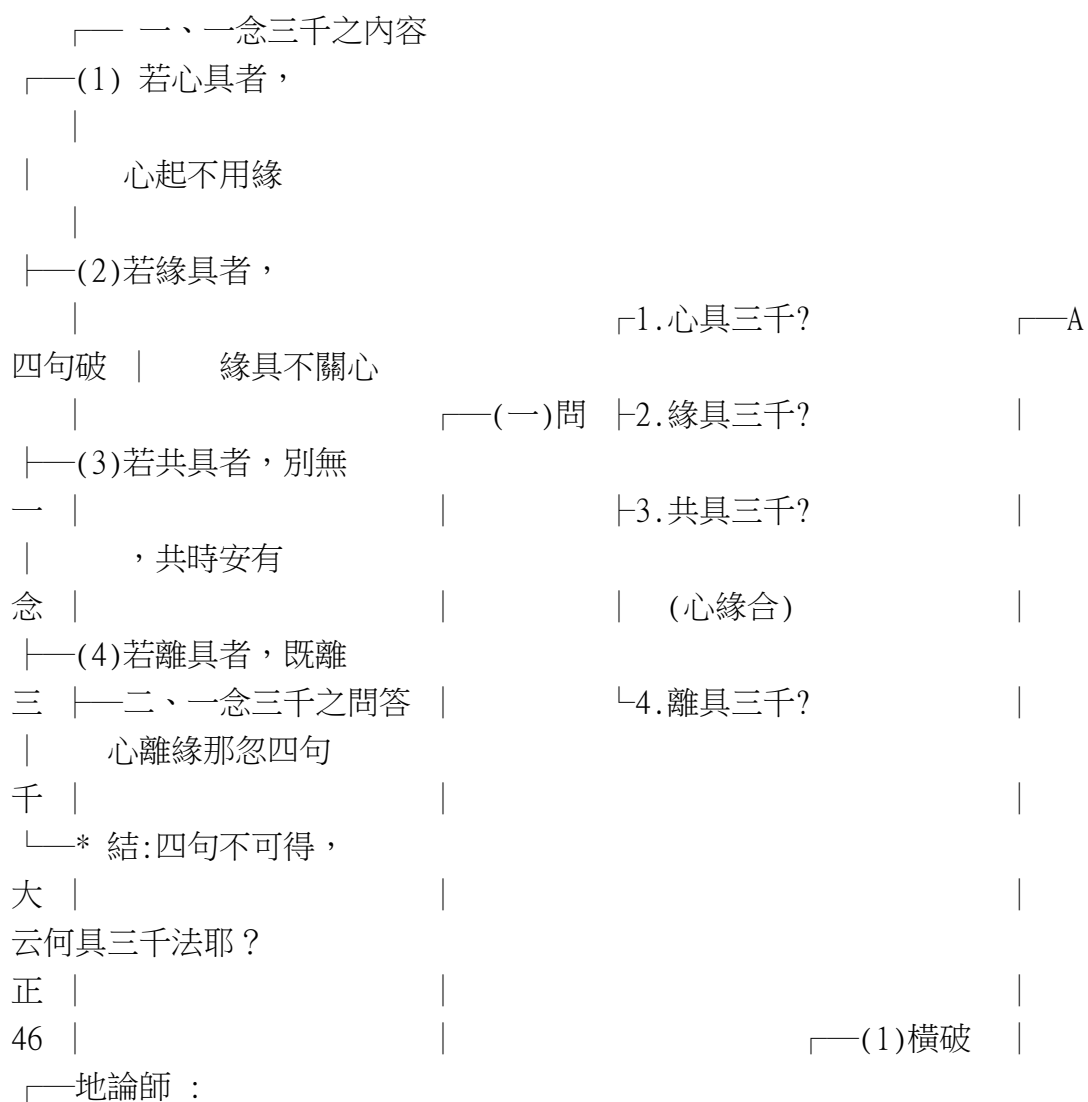 ┌── 一、一念三千之內容
┌──(1) 若心具者，
│
│ 心起不用緣
│
├──(2)若緣具者，
│ ┌1.心具三千? ┌──A
四句破 │ 緣具不關心
│ ┌──(一)問 ├2.緣具三千? │
├──(3)若共具者，別無
一 │ │ ├3.共具三千? │
│ ，共時安有
念 │ │ │ (心緣合) │
├──(4)若離具者，既離
三 ├──二、一念三千之問答 │ └4.離具三千? │
│ 心離緣那忽四句
千 │ │ │
└──* 結:四句不可得，
大 │ │ │
云何具三千法耶？
正 │ │ │
46 │ │ ┌──(1)橫破 │
┌──地論師 :